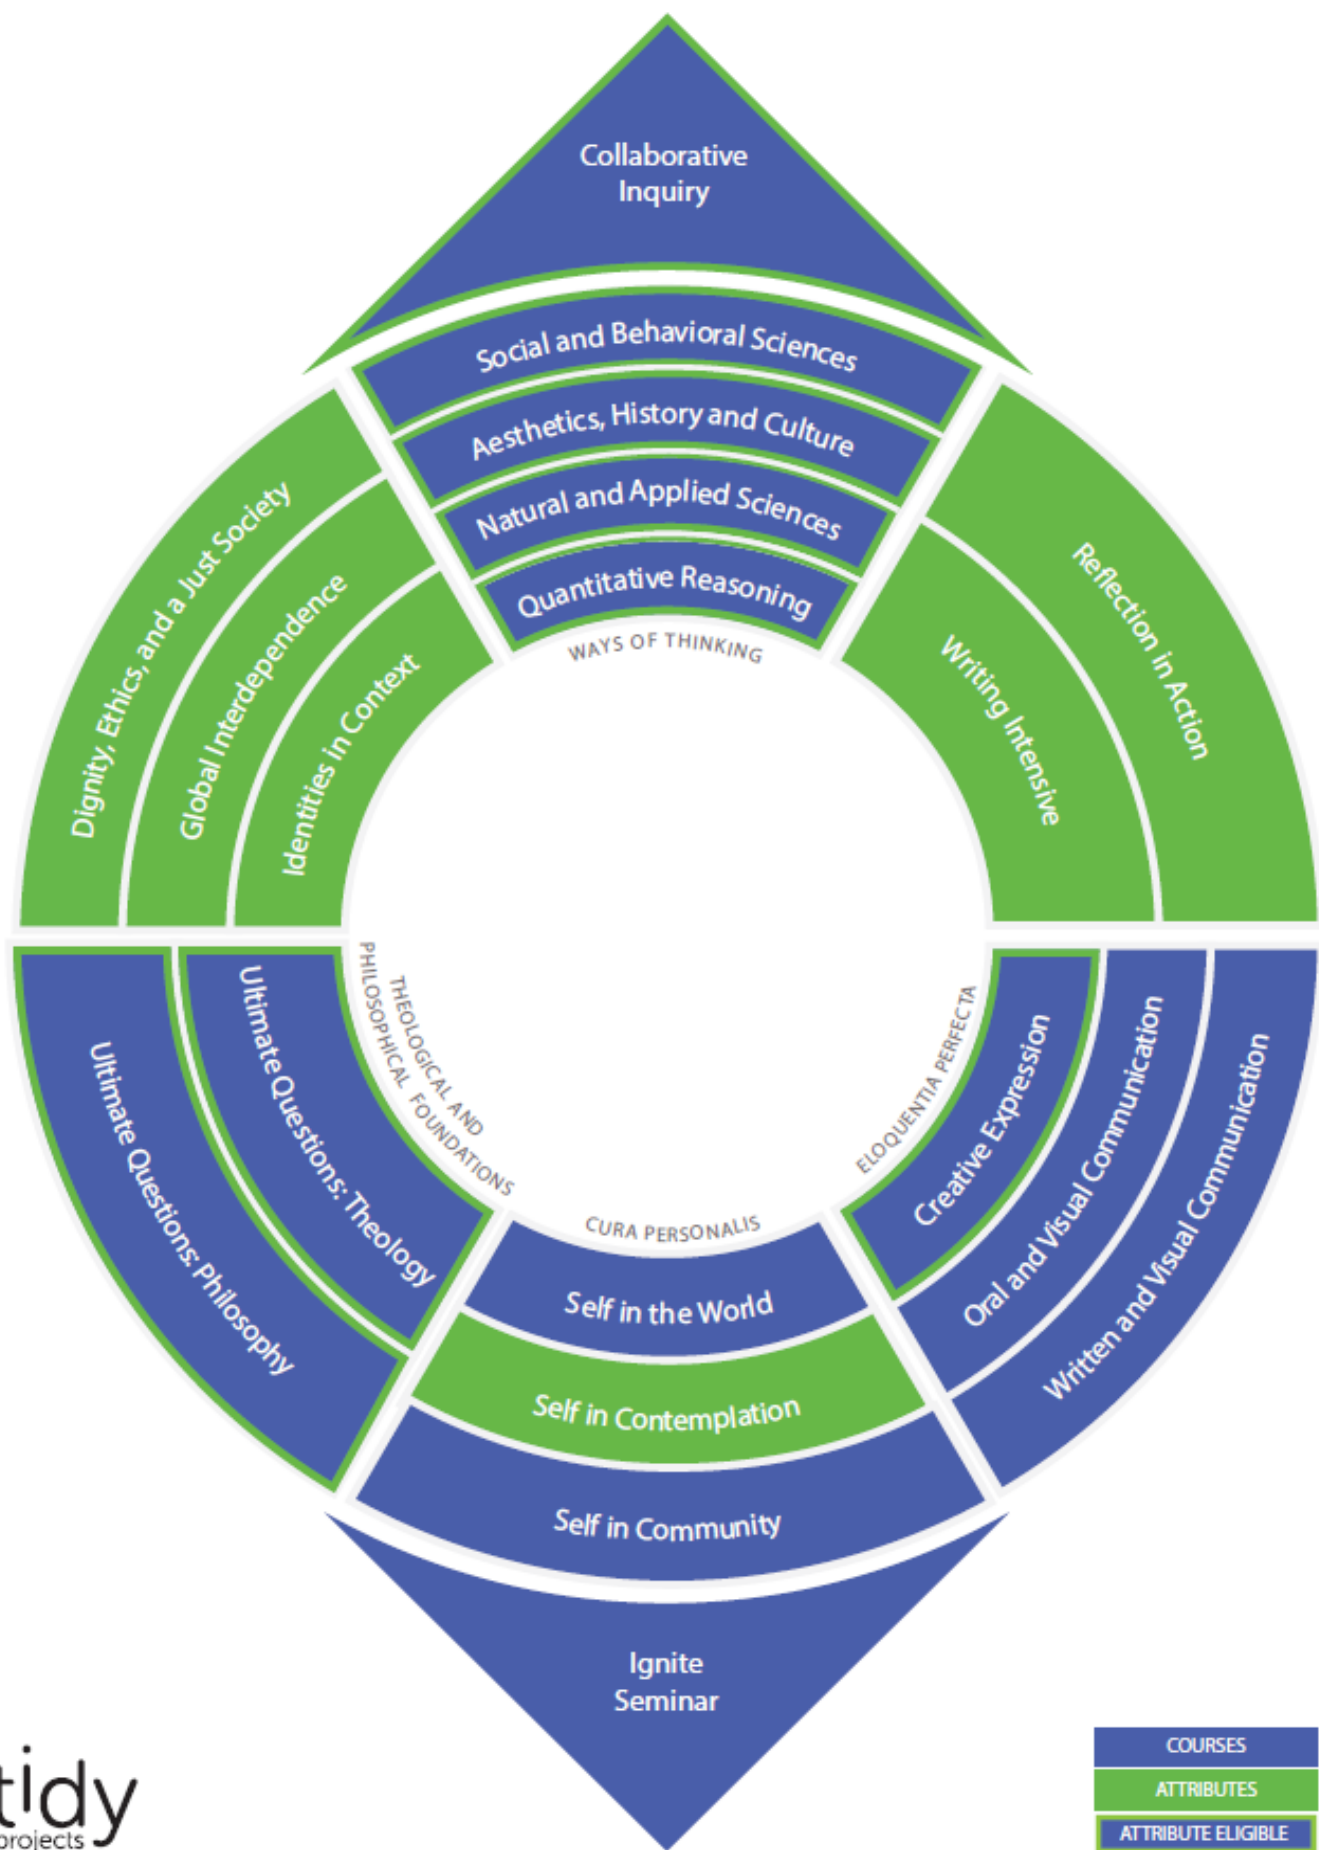 Collaborative
Inquiry
Social and Behavioral Sciences
Aesthetics, History and Culture
Natural and Applied Sciences
Quantitative Reasoning
WAYS OF THINKING
Dignity, Ethics, and a Just Society
Global Interdependence
Identities in Context
Writing Intensive
Reflection in Action
Ultimate Questions: Philosophy
Ultimate Questions: Theology
THEOLOGICAL AND
PHILOSOPHICAL FOUNDATIONS
ELOQUENTIA PERFECTA
Creative Expression
Oral and Visual Communication
Written and Visual Communication
CURA PERSONALIS
Self in the World
Self in Contemplation
Self in Community
Ignite
Seminar
tidy
projects
COURSES
ATTRIBUTES
ATTRIBUTE ELIGIBLE